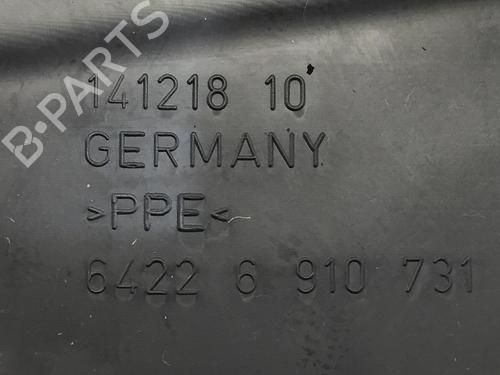 B-PARTS
141218 10
GERMANY
>PPE<
6422 6 910 731